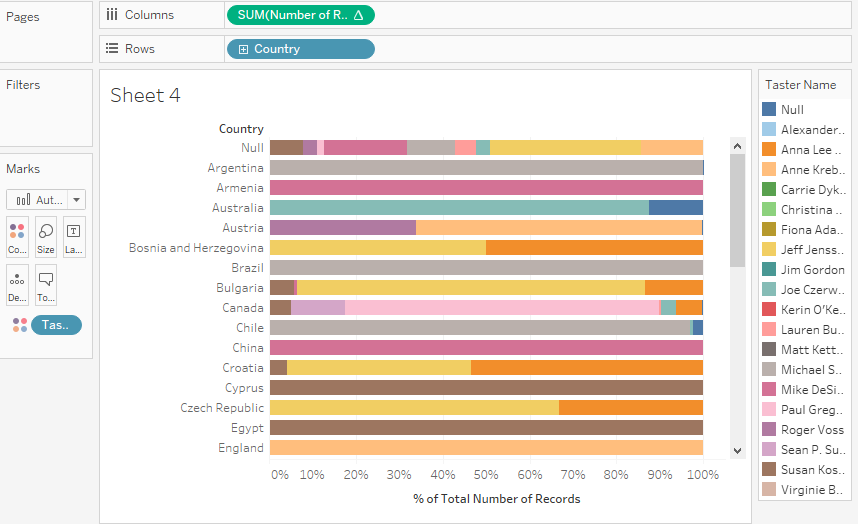 Pages
Columns
SUM(Number of R..
Rows
Country
Filters
Marks
Aut...
Co...
Size
La...
De...
To...
Tas..
Sheet 4
Country
Null
Argentina
Armenia
Australia
Austria
Bosnia and Herzegovina
Brazil
Bulgaria
Canada
Chile
China
Croatia
Cyprus
Czech Republic
Egypt
England
0% 10% 20% 30% 40% 50% 60% 70% 80% 90% 100%
% of Total Number of Records
Taster Name
Null
Alexander..
Anna Lee ..
Anne Kreb..
Carrie Dyk..
Christina ..
Fiona Ada..
Jeff Jenss..
Jim Gordon
Joe Czerw..
Kerin O'Ke..
Lauren Bu..
Matt Kett..
Michael S..
Mike DeSi..
Paul Greg..
Roger Voss
Sean P. Su..
Susan Kos..
Virginie B..